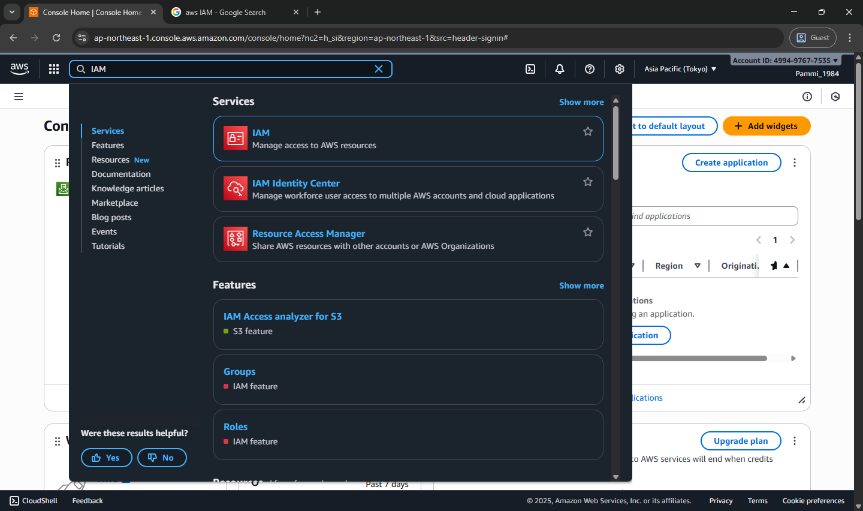 Console Home | Console Home
aws IAM - Google Search
ap-northeast-1.console.aws.amazon.com/console/home?nc2=h_si&region=ap-northeast-1&src=header-signin#
Guest
aws
IAM
Asia Pacific (Tokyo)
Account ID: 4994-9767-7535
Pammi_1984
Con
t to default layout
+ Add widgets
Services
Show more
Services
Features
Resources New
Documentation
Knowledge articles
Marketplace
Blog posts
Events
Tutorials
IAM
Manage access to AWS resources
IAM Identity Center
Manage workforce user access to multiple AWS accounts and cloud applications
Resource Access Manager
Share AWS resources with other accounts or AWS Organizations
Features
Show more
IAM Access analyzer for S3
S3 feature
Groups
IAM feature
Roles
IAM feature
Were these results helpful?
Yes
No
Create application
ind applications
1
Region
Originati.
ations
ng an application.
ication
lications
Upgrade plan
to AWS services will end when credits
Past 7 days
CloudShell
Feedback
© 2025, Amazon Web Services, Inc. or its affiliates.
Privacy
Terms
Cookie preferences